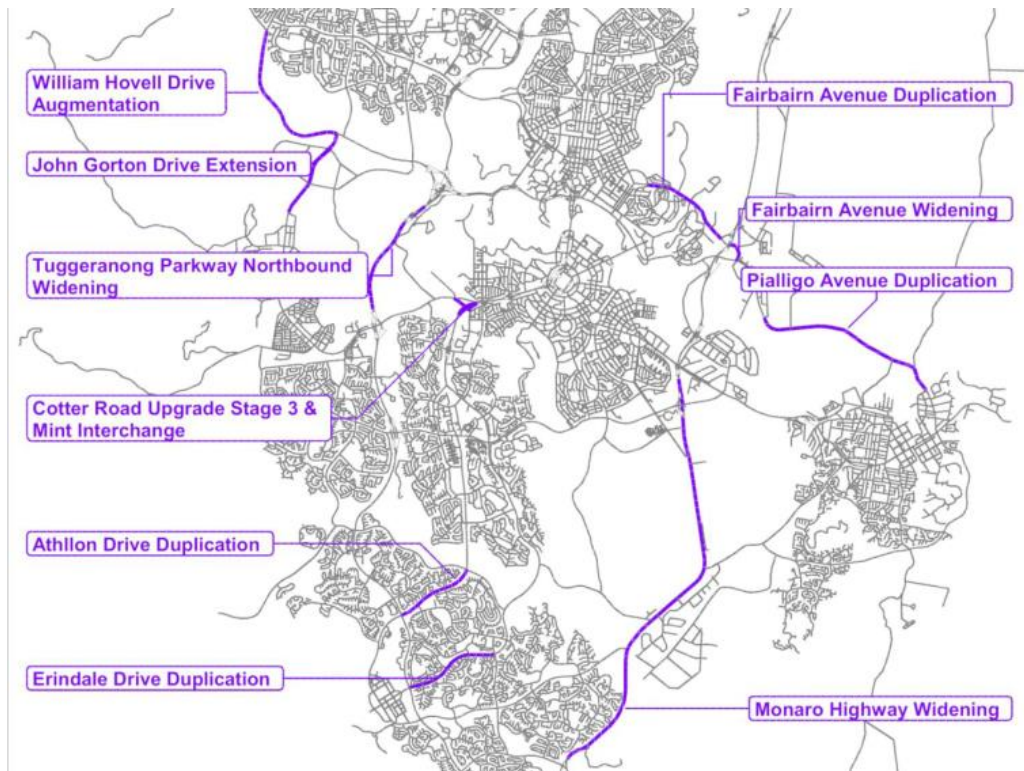 William Hovell Drive
Augmentation
John Gorton Drive Extension
Tuggeranong Parkway Northbound
Widening
Cotter Road Upgrade Stage 3 &
Mint Interchange
Athllon Drive Duplication
Erindale Drive Duplication
Fairbairn Avenue Duplication
Fairbairn Avenue Widening
Pialligo Avenue Duplication
Monaro Highway Widening